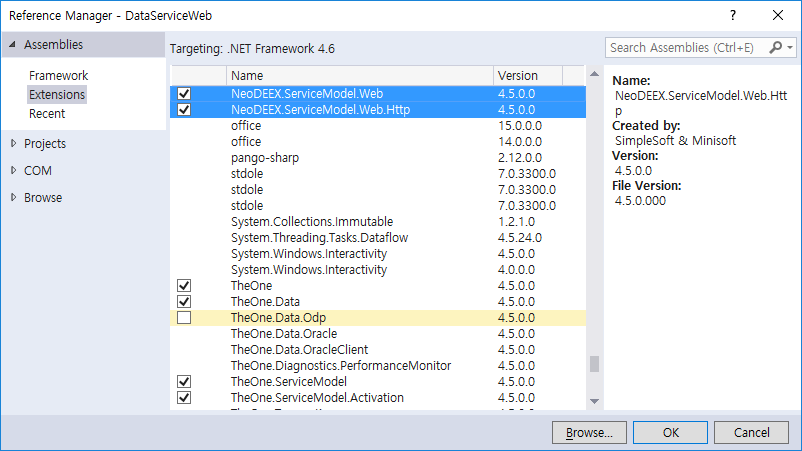 Reference Manager - DataServiceWeb
?
Assemblies
Framework
Extensions
Recent
Projects
COM
Browse
Targeting: .NET Framework 4.6
Search Assemblies (Ctrl+E)
Name Version
NeoDEEX.ServiceModel.Web 4.5.0.0
NeoDEEX.ServiceModel.Web.Http 4.5.0.0
office 15.0.0.0
office 14.0.0.0
pango-sharp 2.12.0.0
stdole 7.0.3300.0
stdole 7.0.3300.0
stdole 7.0.3300.0
System.Collections.Immutable 1.2.1.0
System.Threading.Tasks.Dataflow 4.5.24.0
System.Windows.Interactivity 4.5.0.0
System.Windows.Interactivity 4.0.0.0
TheOne 4.5.0.0
TheOne.Data 4.5.0.0
TheOne.Data.Odp 4.5.0.0
TheOne.Data.Oracle 4.5.0.0
TheOne.Data.OracleClient 4.5.0.0
TheOne.Diagnostics.PerformanceMonitor 4.5.0.0
TheOne.ServiceModel 4.5.0.0
TheOne.ServiceModel.Activation 4.5.0.0
Name:
NeoDEEX.ServiceModel.Web.Htt
p
Created by:
SimpleSoft & Minisoft
Version:
4.5.0.0
File Version:
4.5.0.000
Browse... OK Cancel